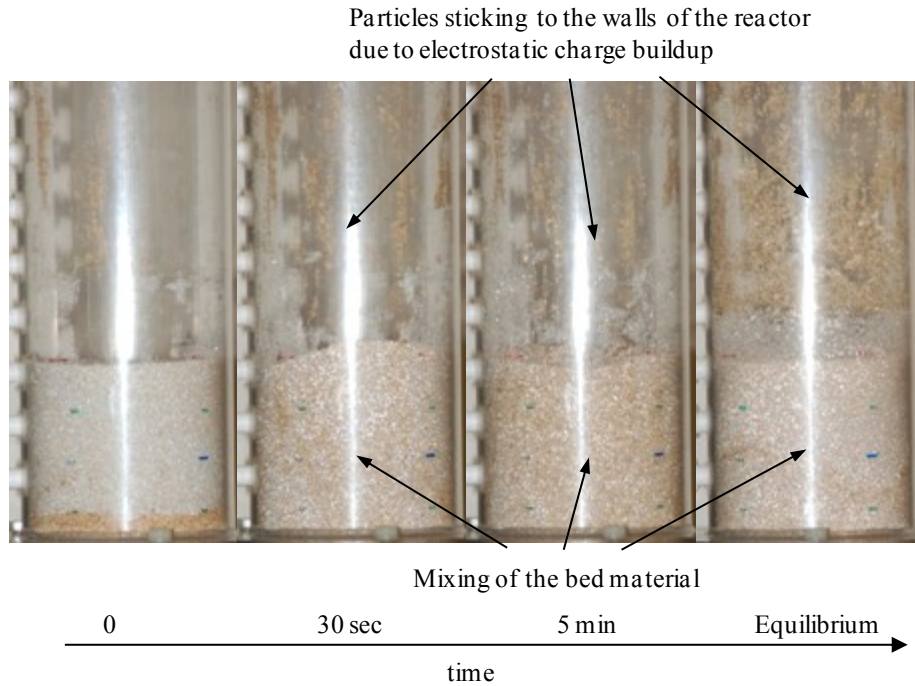 Particles sticking to the walls of the reactor
due to electrostatic charge buildup
Mixing of the bed material
0 30 sec 5 min Equilibrium
time